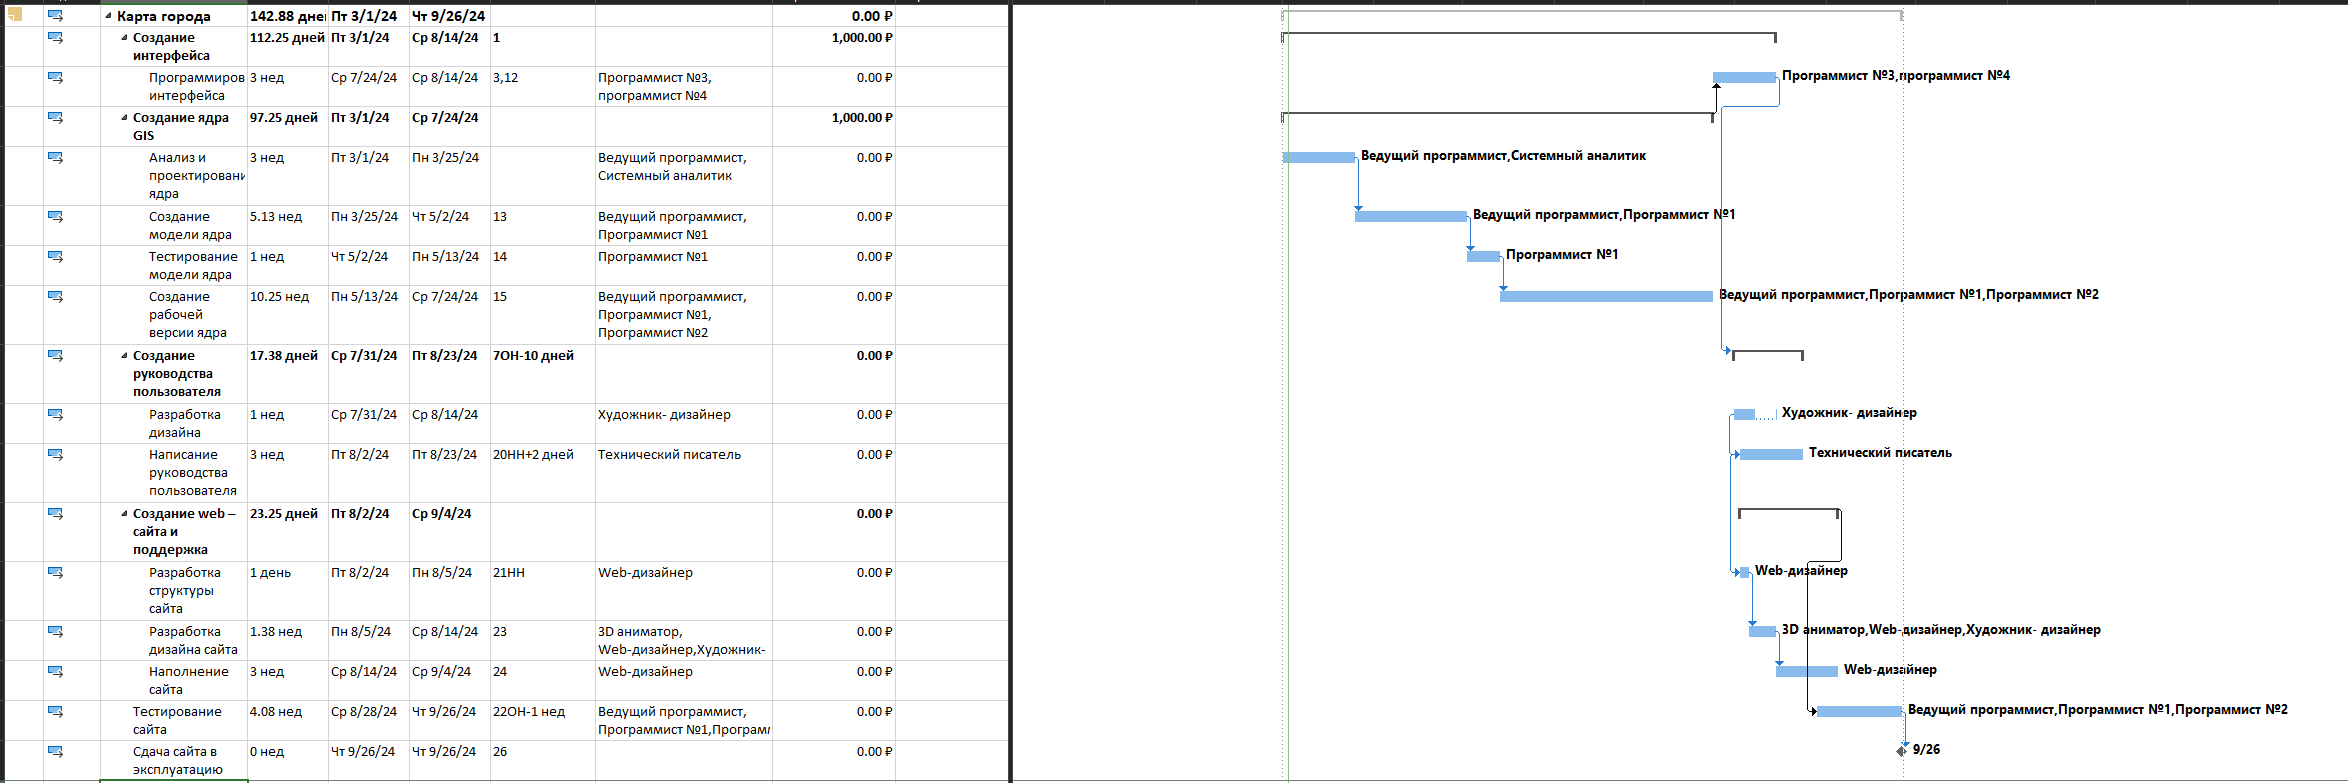 Карта города 142.88 дней Пт 3/1/24 Чт 9/26/24 0.00 ₽
Создание 112.25 дней Пт 3/1/24 Ср 8/14/24 1 1,000.00 ₽
интерфейса
Программиров 3 нед Ср 7/24/24 Ср 8/14/24 3,12 Программист №3, 0.00 ₽ Программист №3,программист №4
интерфейса программист №4
Создание ядра 97.25 дней Пт 3/1/24 Ср 7/24/24 1,000.00 ₽
GIS
Анализ и 3 нед Пт 3/1/24 Пн 3/25/24 Ведущий программист, 0.00 ₽ Ведущий программист,Системный аналитик
проектировани Системный аналитик
ядра
Создание 5.13 нед Пн 3/25/24 Чт 5/2/24 13 Ведущий программист, 0.00 ₽ Ведущий программист,Программист №1
модели ядра Программист №1
Тестирование 1 нед Чт 5/2/24 Пн 5/13/24 14 Программист №1 0.00 ₽ Программист №1
модели ядра
Создание 10.25 нед Пн 5/13/24 Ср 7/24/24 15 Ведущий программист, 0.00 ₽ Ведущий программист,Программист №1,Программист №2
рабочей Программист №1,
версии ядра Программист №2
Создание 17.38 дней Ср 7/31/24 Пт 8/23/24 7ОН-10 дней 0.00 ₽
руководства
пользователя
Разработка 1 нед Ср 7/31/24 Ср 8/14/24 Художник- дизайнер 0.00 ₽ Художник- дизайнер
дизайна
Написание 3 нед Пт 8/2/24 Пт 8/23/24 20НН+2 дней Технический писатель 0.00 ₽ Технический писатель
руководства
пользователя
Создание web – 23.25 дней Пт 8/2/24 Ср 9/4/24 0.00 ₽
сайта и
поддержка
Разработка 1 день Пт 8/2/24 Пн 8/5/24 21НН Web-дизайнер 0.00 ₽ Web-дизайнер
структуры
сайта
Разработка 1.38 нед Пн 8/5/24 Ср 8/14/24 23 3D аниматор, 0.00 ₽ 3D аниматор,Web-дизайнер,Художник- дизайнер
дизайна сайта Web-дизайнер,Художник-
Наполнение 3 нед Ср 8/14/24 Ср 9/4/24 24 Web-дизайнер 0.00 ₽ Web-дизайнер
сайта
Тестирование 4.08 нед Ср 8/28/24 Чт 9/26/24 22ОН-1 нед Ведущий программист, 0.00 ₽ Ведущий программист,Программист №1,Программист №2
сайта Программист №1,Програм
Сдача сайта в 0 нед Чт 9/26/24 Чт 9/26/24 26 0.00 ₽ 9/26
эксплуатацию